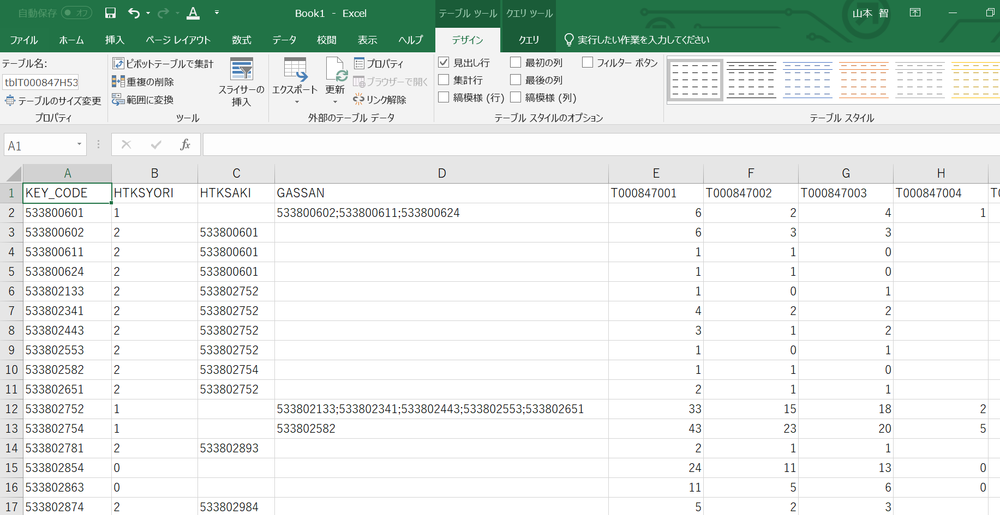 自動保存 オフ Book1 - Excel テーブル ツール クエリ ツール 山本 智
ファイル ホーム 挿入 ページ レイアウト 数式 データ 校閲 表示 ヘルプ デザイン クエリ 実行したい作業を入力してください
テーブル名:
tblT000847H53
テーブルのサイズ変更
プロパティ
ピボットテーブルで集計
重複の削除
範囲に変換
スライサーの
挿入
ツール
エクスポート
更新
プロパティ
ブラウザーで開く
リンク解除
外部のテーブル データ
見出し行 最初の列 フィルター ボタン
集計行 最後の列
縞模様 (行) 縞模様 (列)
テーブル スタイルのオプション
テーブル スタイル
A1 fx
A B C D E F G H
1 KEY_CODE HTKSYORI HTKSAKI GASSAN T000847001 T000847002 T000847003 T000847004
2 533800601 1 533800602;533800611;533800624 6 2 4 1
3 533800602 2 533800601 6 3 3
4 533800611 2 533800601 1 1 0
5 533800624 2 533800601 1 1 0
6 533802133 2 533802752 1 0 1
7 533802341 2 533802752 4 2 2
8 533802443 2 533802752 3 1 2
9 533802553 2 533802752 1 0 1
10 533802582 2 533802754 1 1 0
11 533802651 2 533802752 2 1 1
12 533802752 1 533802133;533802341;533802443;533802553;533802651 33 15 18 2
13 533802754 1 533802582 43 23 20 5
14 533802781 2 533802893 2 1 1
15 533802854 0 24 11 13 0
16 533802863 0 11 5 6 0
17 533802874 2 533802984 5 2 3